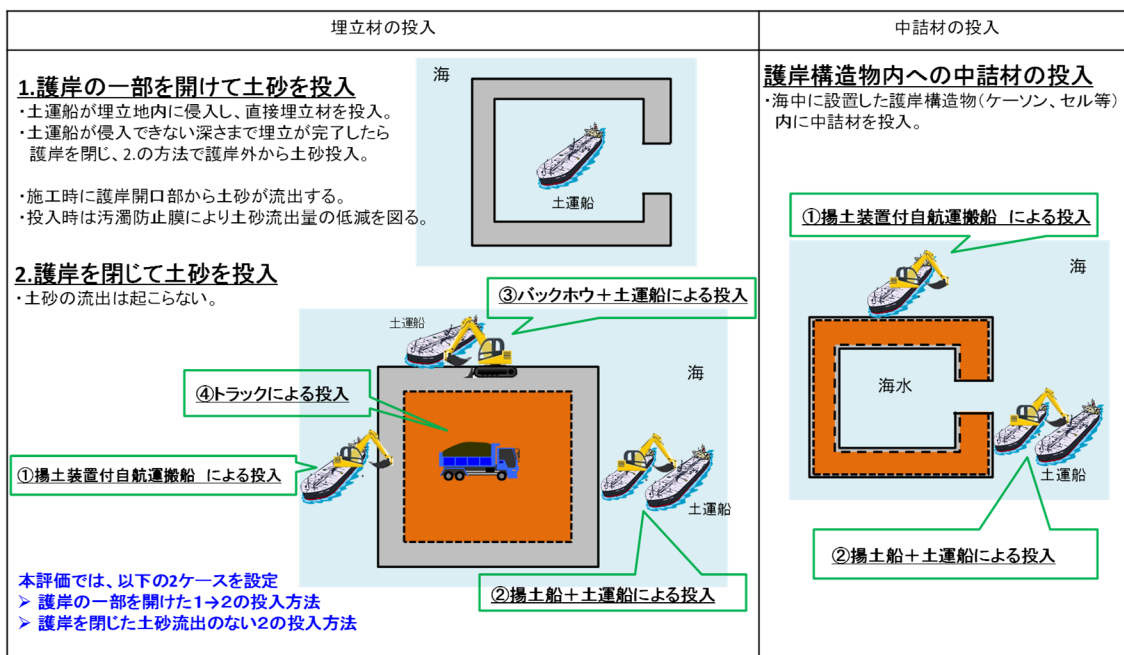 埋立材の投入
1.護岸の一部を開けて土砂を投入
・土運船が埋立地内に侵入し、直接埋立材を投入。
・土運船が侵入できない深さまで埋立が完了したら
護岸を閉じ、2.の方法で護岸外から土砂投入。
・施工時に護岸開口部から土砂が流出する。
・投入時は汚濁防止膜により土砂流出量の低減を図る。
海
土運船
2.護岸を閉じて土砂を投入
・土砂の流出は起こらない。
③バックホウ+土運船による投入
土運船
海
④トラックによる投入
①揚土装置付自航運搬船 による投入
土運船
②揚土船+土運船による投入
本評価では、以下の2ケースを設定
➢ 護岸の一部を開けた1→2の投入方法
➢ 護岸を閉じた土砂流出のない2の投入方法
中詰材の投入
護岸構造物内への中詰材の投入
・海中に設置した護岸構造物(ケーソン、セル等)
内に中詰材を投入。
①揚土装置付自航運搬船 による投入
海
海水
土運船
②揚土船+土運船による投入